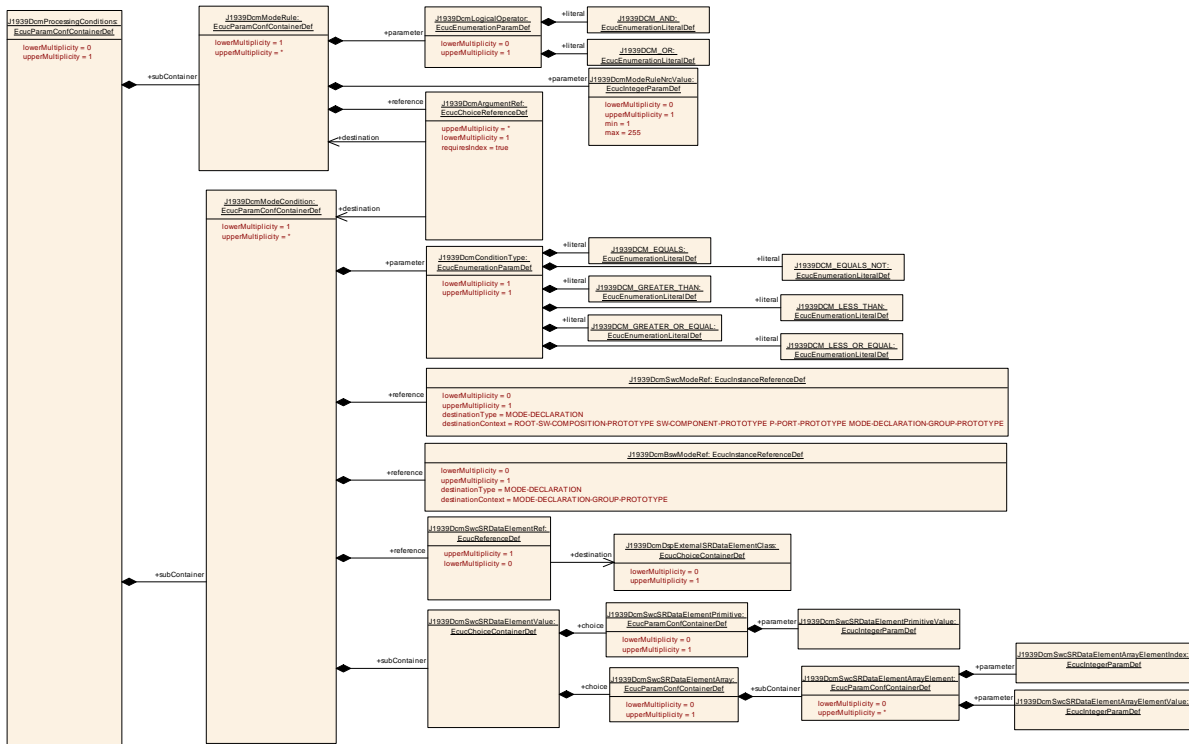 J1939DcmProcessingConditions:
EcucParamConfContainerDef
lowerMultiplicity = 0
upperMultiplicity = 1
+subContainer
J1939DcmModeRule:
EcucParamConfContainerDef
lowerMultiplicity = 1
upperMultiplicity = *
+parameter
J1939DcmLogicalOperator:
EcucEnumerationParamDef
lowerMultiplicity = 0
upperMultiplicity = 1
+literal
J1939DCM_AND:
EcucEnumerationLiteralDef
+literal
J1939DCM_OR:
EcucEnumerationLiteralDef
+parameter
J1939DcmModeRuleNrcValue:
EcucIntegerParamDef
lowerMultiplicity = 0
upperMultiplicity = 1
min = 1
max = 255
+reference
+destination
J1939DcmArgumentRef:
EcucChoiceReferenceDef
upperMultiplicity = *
lowerMultiplicity = 1
requiresIndex = true
+destination
+subContainer
J1939DcmModeCondition:
EcucParamConfContainerDef
lowerMultiplicity = 1
upperMultiplicity = *
+parameter
J1939DcmConditionType:
EcucEnumerationParamDef
lowerMultiplicity = 1
upperMultiplicity = 1
+literal
J1939DCM_EQUALS:
EcucEnumerationLiteralDef
+literal
J1939DCM_EQUALS_NOT:
EcucEnumerationLiteralDef
+literal
J1939DCM_GREATER_THAN:
EcucEnumerationLiteralDef
+literal
J1939DCM_LESS_THAN:
EcucEnumerationLiteralDef
+literal
J1939DCM_GREATER_OR_EQUAL:
EcucEnumerationLiteralDef
+literal
J1939DCM_LESS_OR_EQUAL:
EcucEnumerationLiteralDef
+reference
J1939DcmSwcModeRef: EcucInstanceReferenceDef
lowerMultiplicity = 0
upperMultiplicity = 1
destinationType = MODE-DECLARATION
destinationContext = ROOT-SW-COMPOSITION-PROTOTYPE SW-COMPONENT-PROTOTYPE P-PORT-PROTOTYPE MODE-DECLARATION-GROUP-PROTOTYPE
+reference
J1939DcmBswModeRef: EcucInstanceReferenceDef
lowerMultiplicity = 0
upperMultiplicity = 1
destinationType = MODE-DECLARATION
destinationContext = MODE-DECLARATION-GROUP-PROTOTYPE
+reference
J1939DcmSwcSRDataElementRef:
EcucReferenceDef
upperMultiplicity = 1
lowerMultiplicity = 0
+destination
J1939DcmDspExternalSRDataElementClass:
EcucChoiceContainerDef
lowerMultiplicity = 0
upperMultiplicity = 1
+subContainer
J1939DcmSwcSRDataElementValue:
EcucChoiceContainerDef
+choice
J1939DcmSwcSRDataElementPrimitive:
EcucParamConfContainerDef
lowerMultiplicity = 0
upperMultiplicity = 1
+parameter
J1939DcmSwcSRDataElementPrimitiveValue:
EcucIntegerParamDef
+choice
J1939DcmSwcSRDataElementArray:
EcucParamConfContainerDef
lowerMultiplicity = 0
upperMultiplicity = 1
+subContainer
J1939DcmSwcSRDataElementArrayElement:
EcucParamConfContainerDef
lowerMultiplicity = 0
upperMultiplicity = *
+parameter
J1939DcmSwcSRDataElementArrayElementIndex:
EcucIntegerParamDef
+parameter
J1939DcmSwcSRDataElementArrayElementValue:
EcucIntegerParamDef